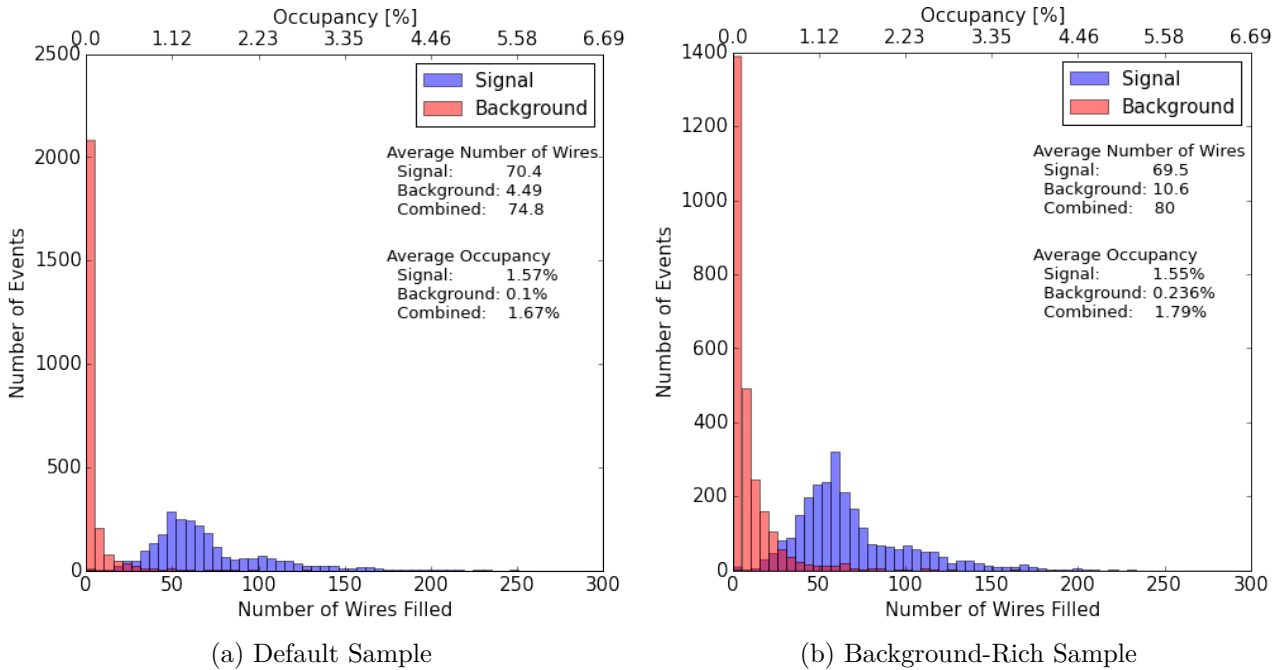 Occupancy [%]
0.0 1.12 2.23 3.35 4.46 5.58 6.69
2500
2000
1500
1000
500
0
Number of Events
Signal
Background
Average Number of Wires
Signal: 70.4
Background: 4.49
Combined: 74.8
Average Occupancy
Signal: 1.57%
Background: 0.1%
Combined: 1.67%
0 50 100 150 200 250 300
Number of Wires Filled
(a) Default Sample
Occupancy [%]
0.0 1.12 2.23 3.35 4.46 5.58 6.69
1400
1200
1000
800
600
400
200
0
Number of Events
Signal
Background
Average Number of Wires
Signal: 69.5
Background: 10.6
Combined: 80
Average Occupancy
Signal: 1.55%
Background: 0.236%
Combined: 1.79%
0 50 100 150 200 250 300
Number of Wires Filled
(b) Background-Rich Sample